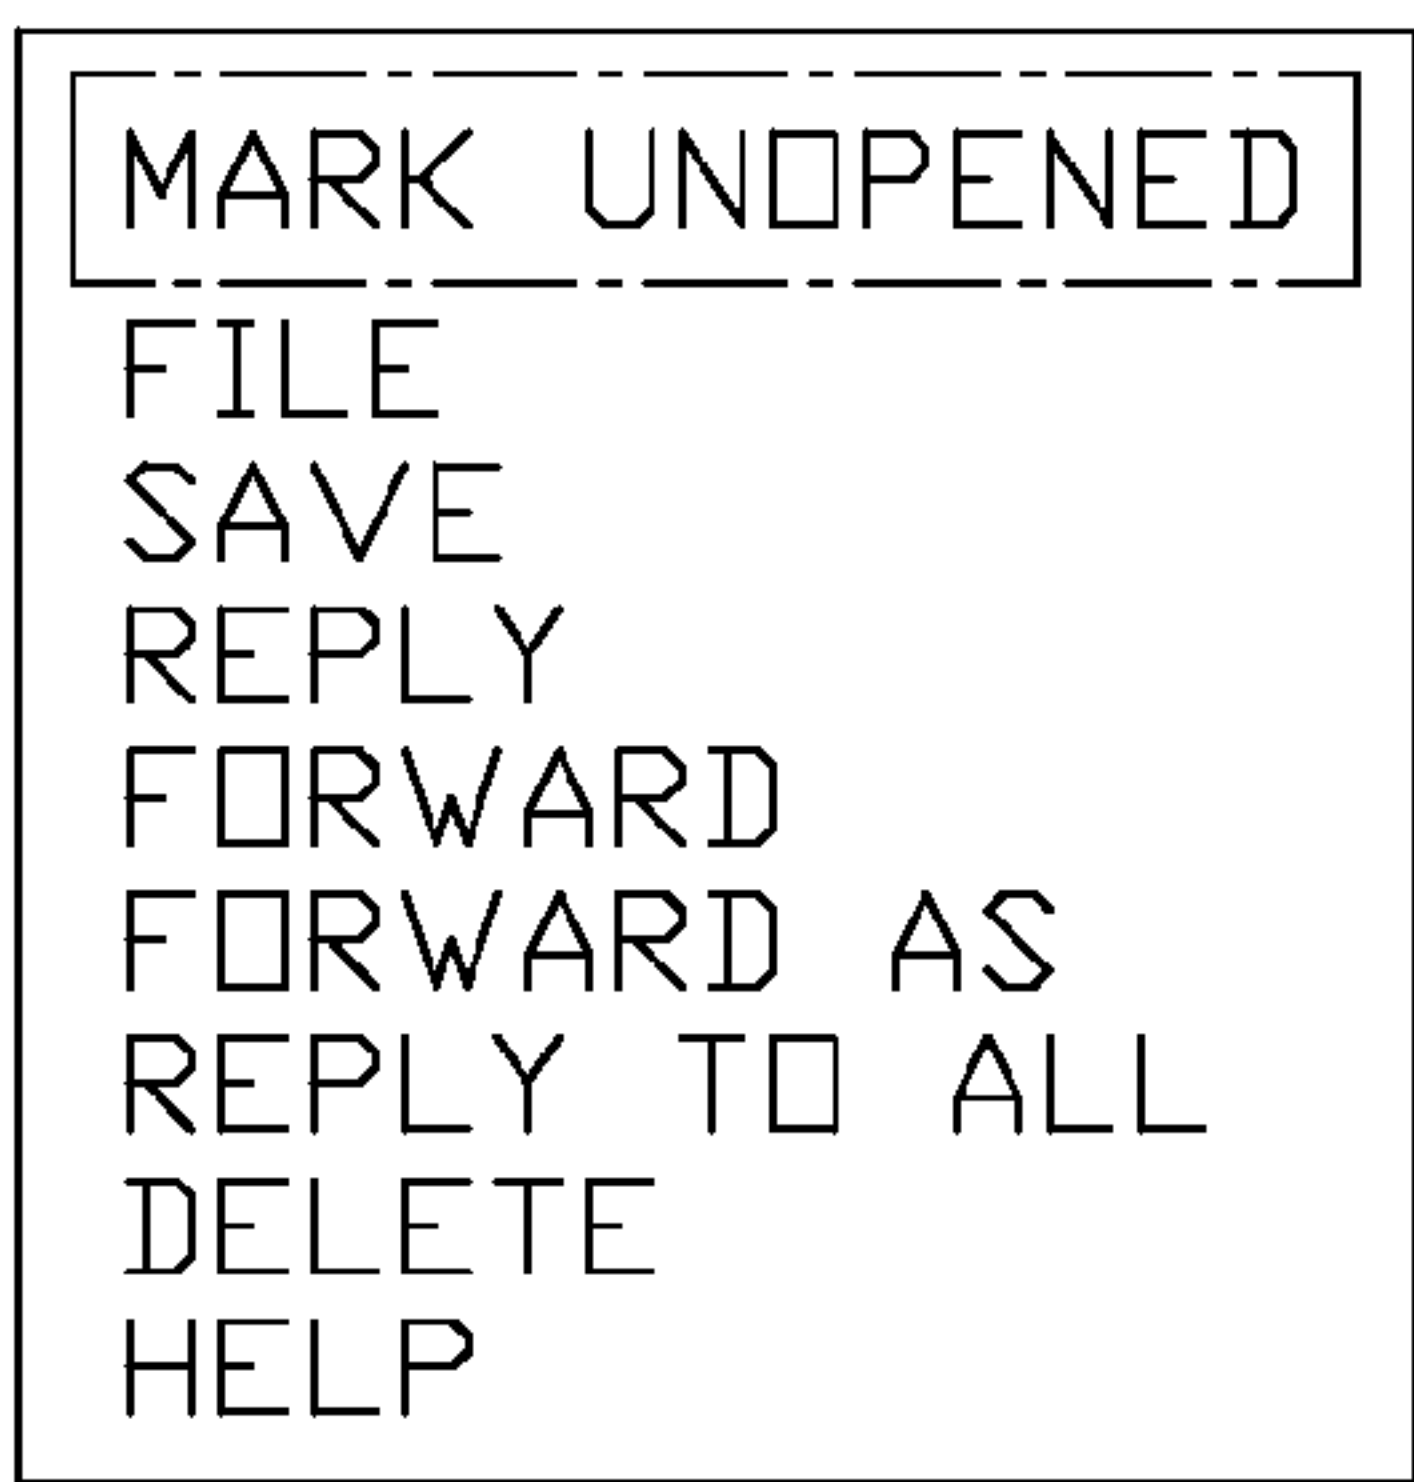 MARK UNOPENED
FILE
SAVE
REPLY
FORWARD
FORWARD AS
REPLY TO ALL
DELETE
HELP